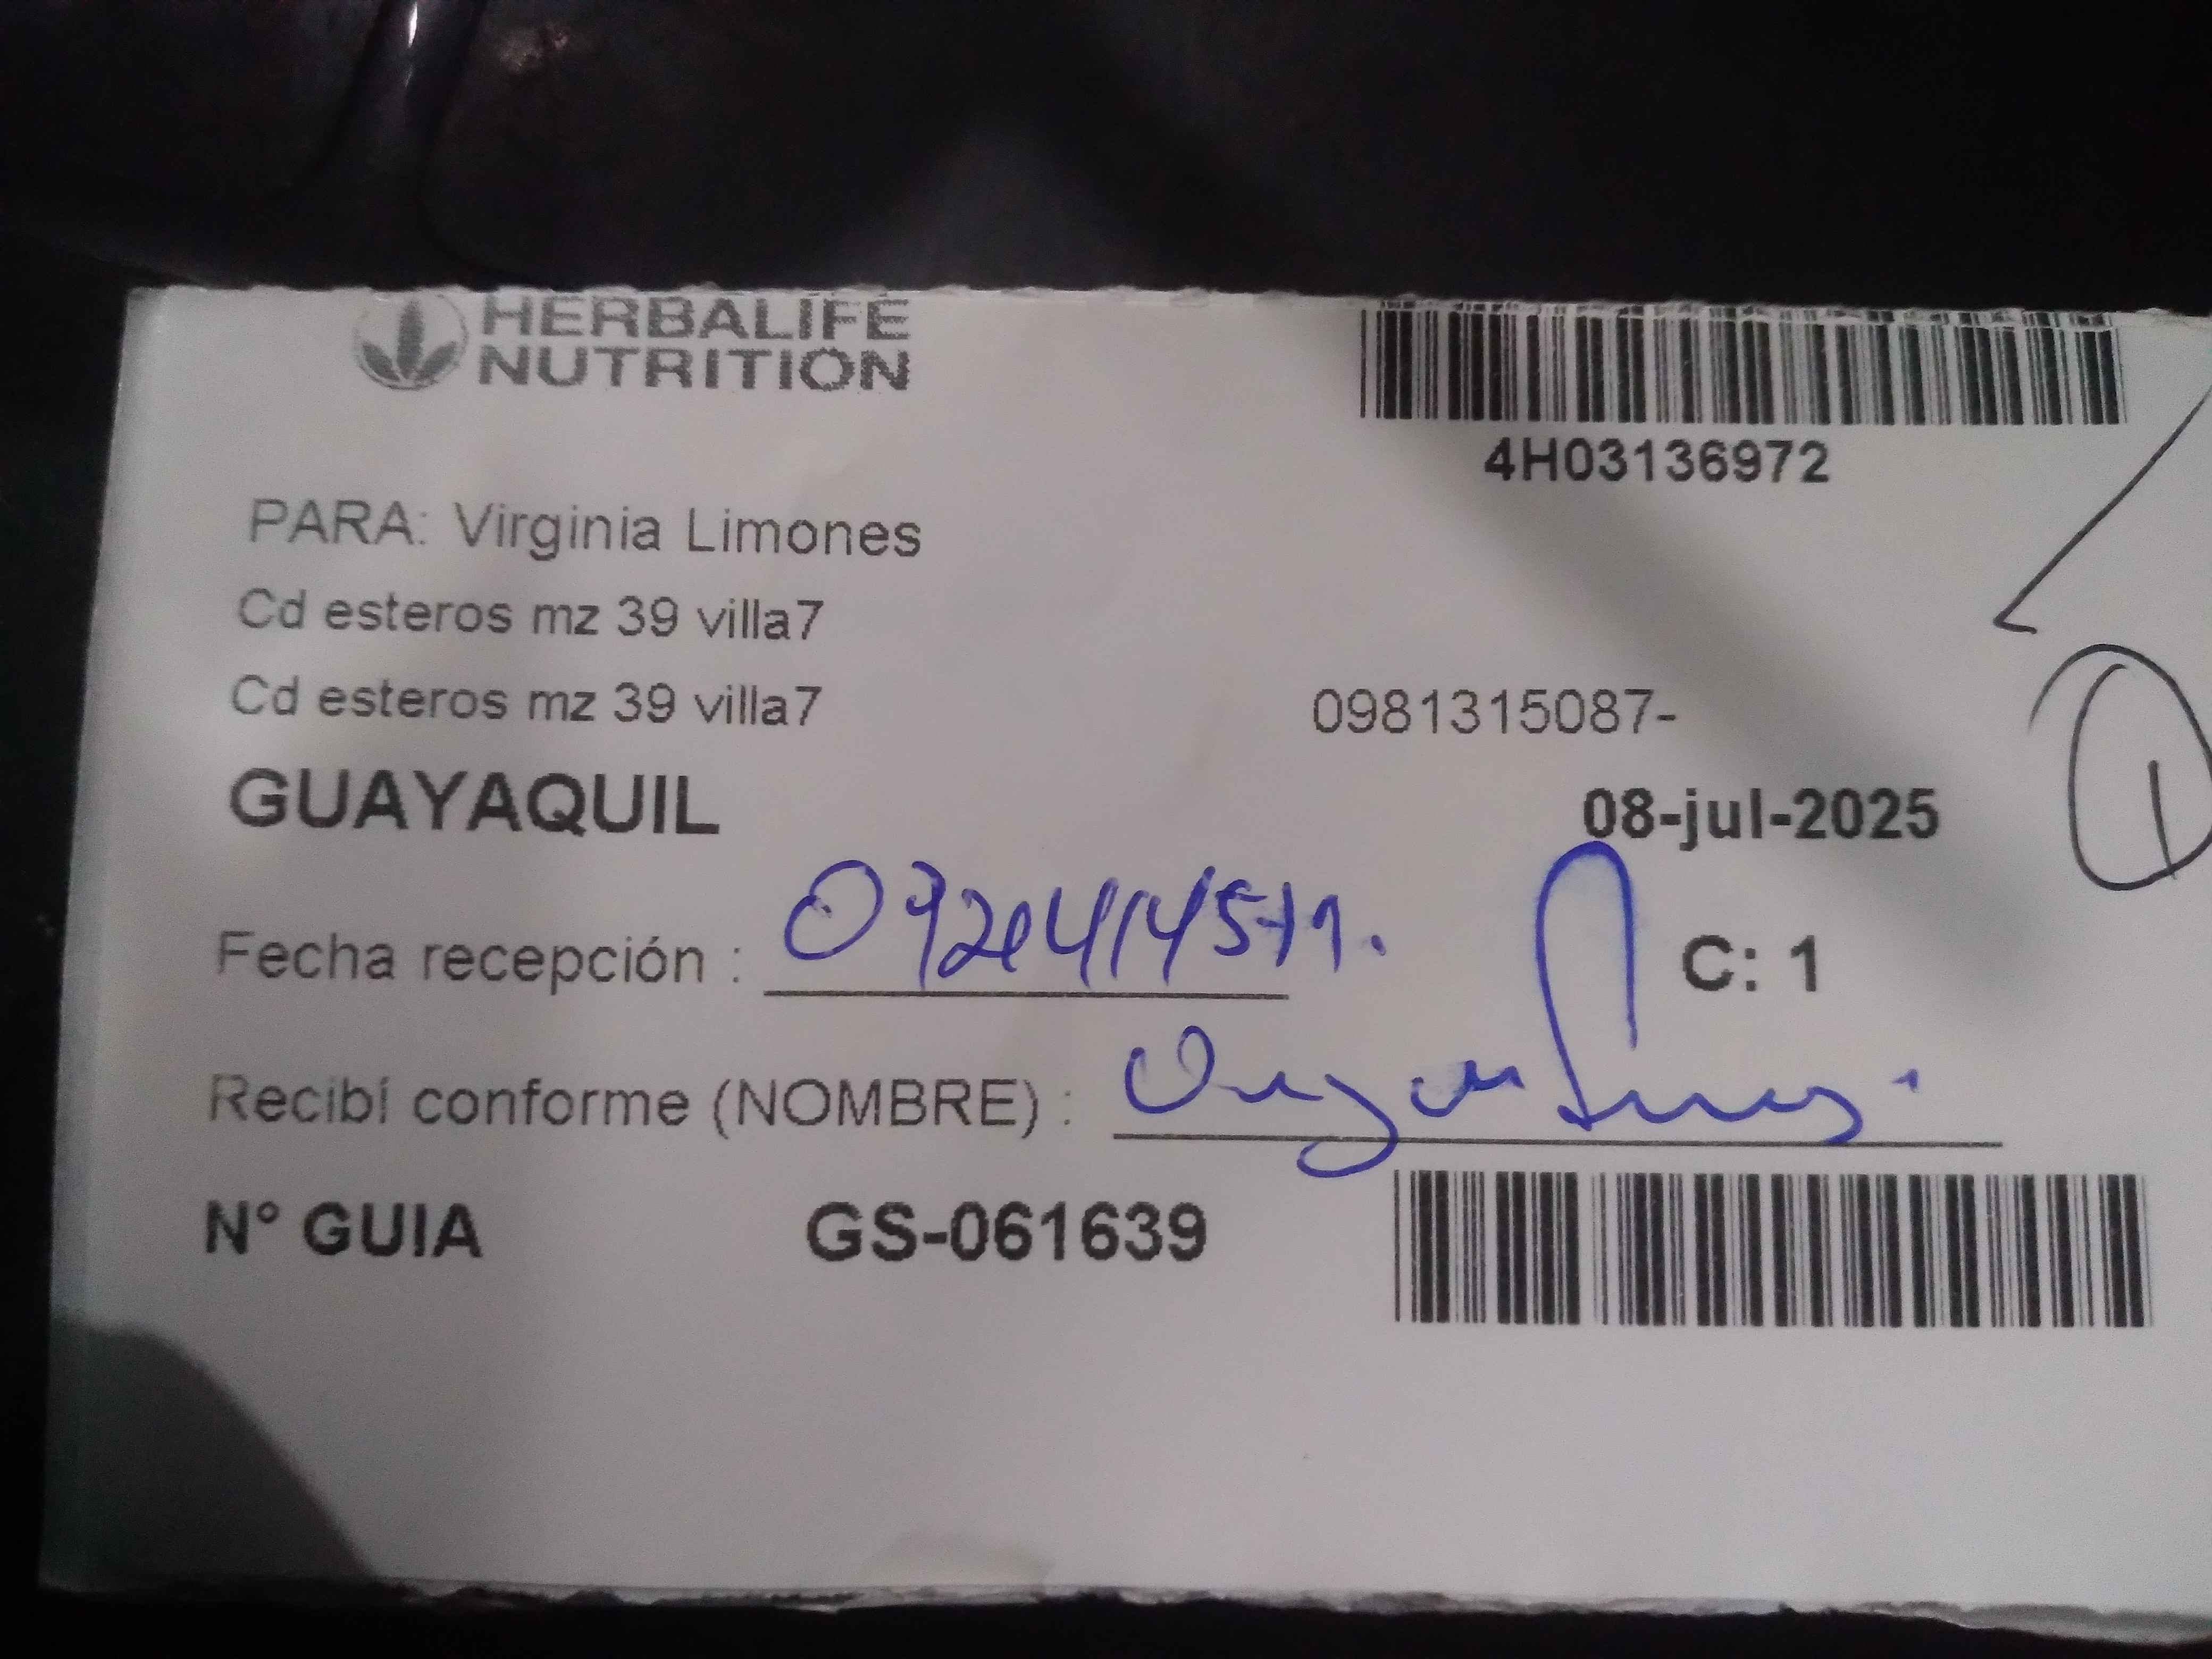 HERBALIFE
NUTRITION
4H03136972
PARA: Virginia Limones
Cd esteros mz 39 villa7
Cd esteros mz 39 villa7
0981315087-
GUAYAQUIL
08-jul-2025
1
Fecha recepción :
C: 1
Recibí conforme (NOMBRE) :
N° GUIA GS-061639